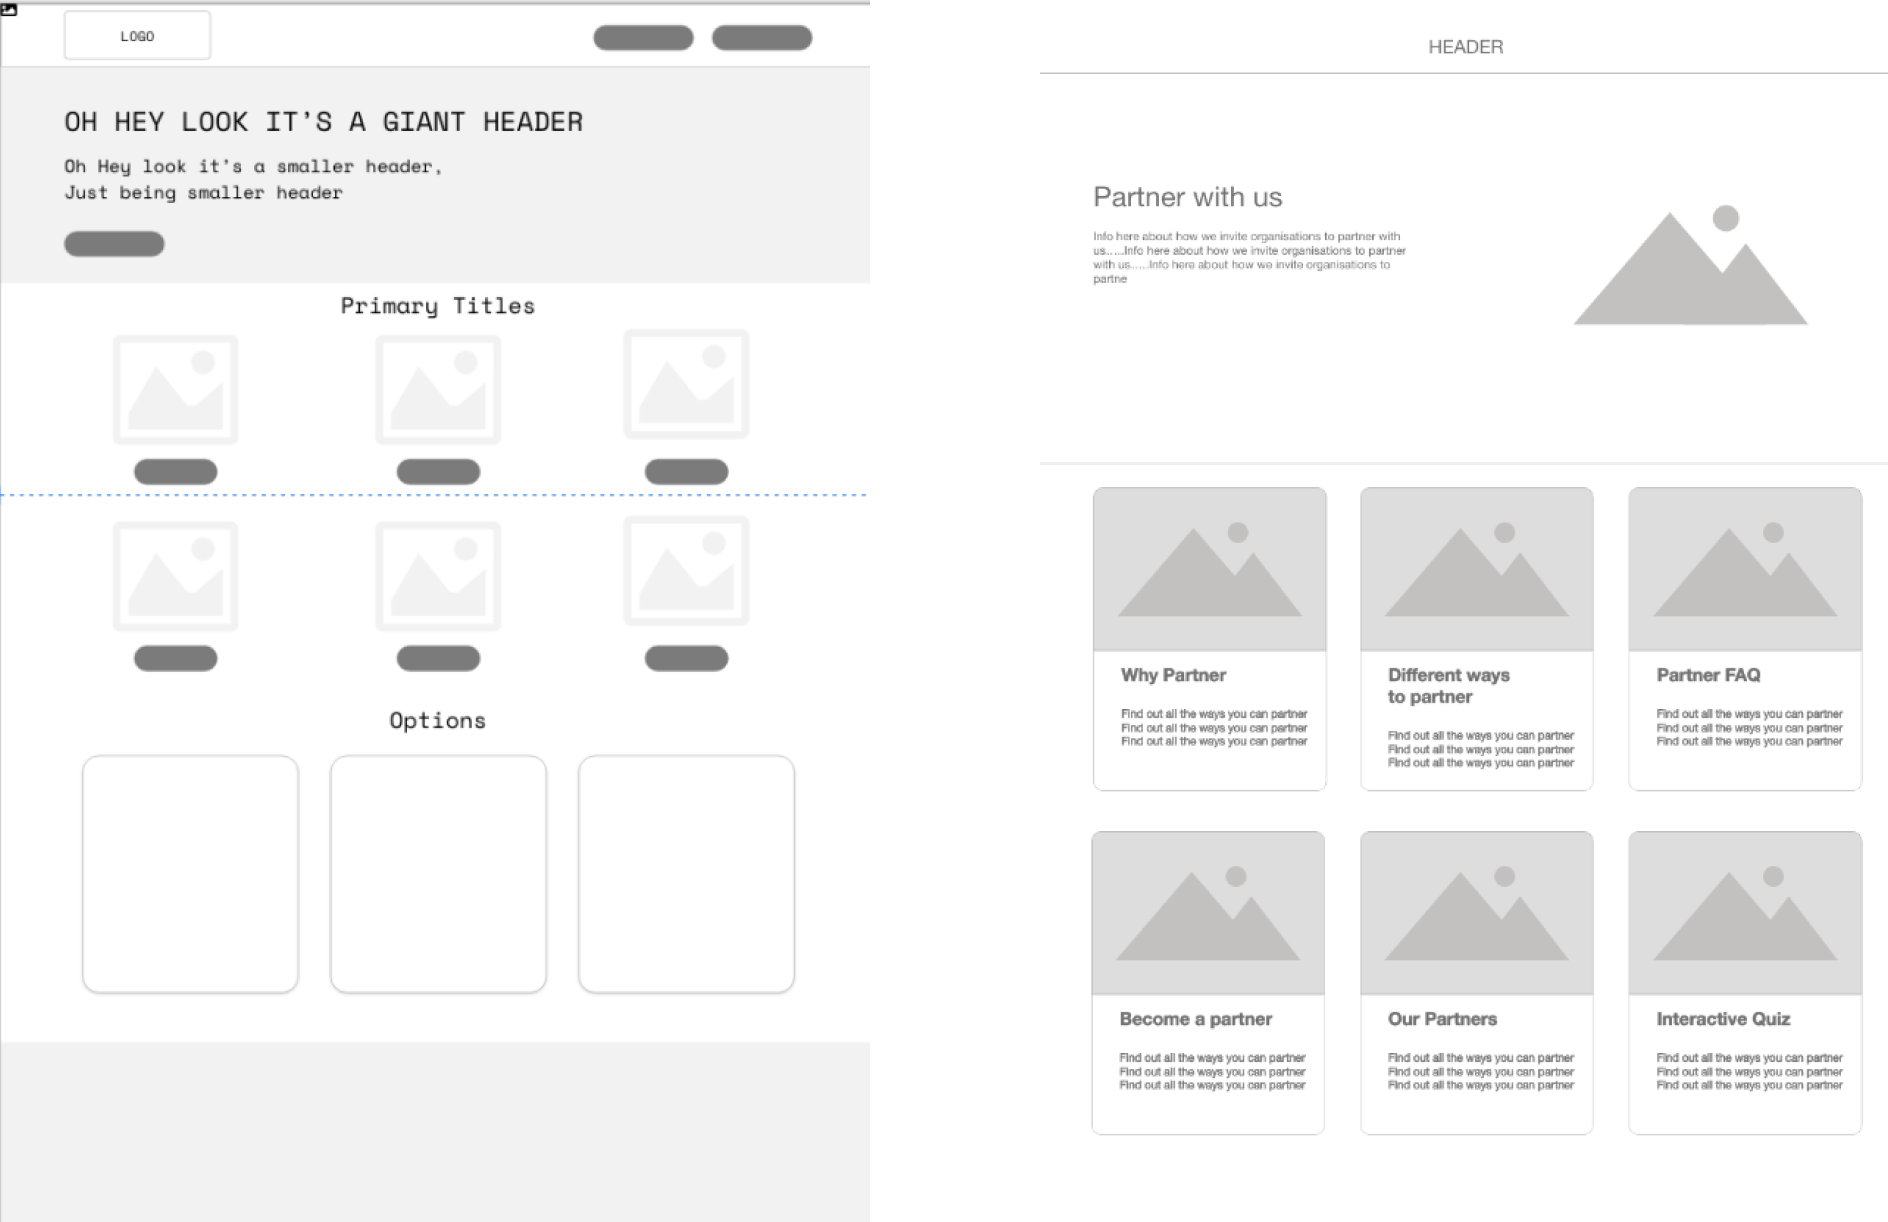 LOGO
OH HEY LOOK IT'S A GIANT HEADER
Oh Hey look it's a smaller header,
Just being smaller header
Primary Titles
Options
HEADER
Partner with us
Info here about how we invite organisations to partner with
us.....Info here about how we invite organisations to partner
with us.....Info here about how we invite organisations to
partne
Why Partner
Find out all the ways you can partner
Find out all the ways you can partner
Find out all the ways you can partner
Different ways
to partner
Find out all the ways you can partner
Find out all the ways you can partner
Find out all the ways you can partner
Partner FAQ
Find out all the ways you can partner
Find out all the ways you can partner
Find out all the ways you can partner
Become a partner
Find out all the ways you can partner
Find out all the ways you can partner
Find out all the ways you can partner
Our Partners
Find out all the ways you can partner
Find out all the ways you can partner
Find out all the ways you can partner
Interactive Quiz
Find out all the ways you can partner
Find out all the ways you can partner
Find out all the ways you can partner